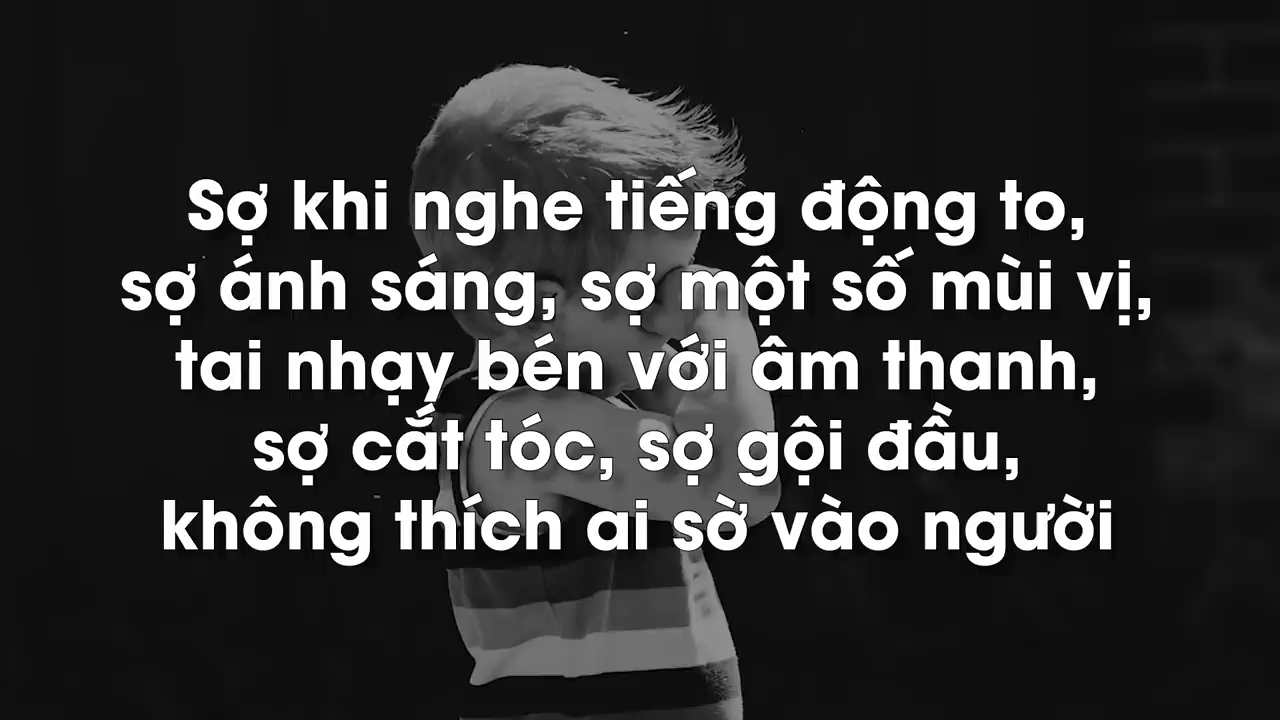 Sợ khi nghe tiếng động to,
sợ ánh sáng, sợ một số mùi vị,
tai nhạy bén với âm thanh,
sợ cắt tóc, sợ gội đầu,
không thích ai sờ vào người